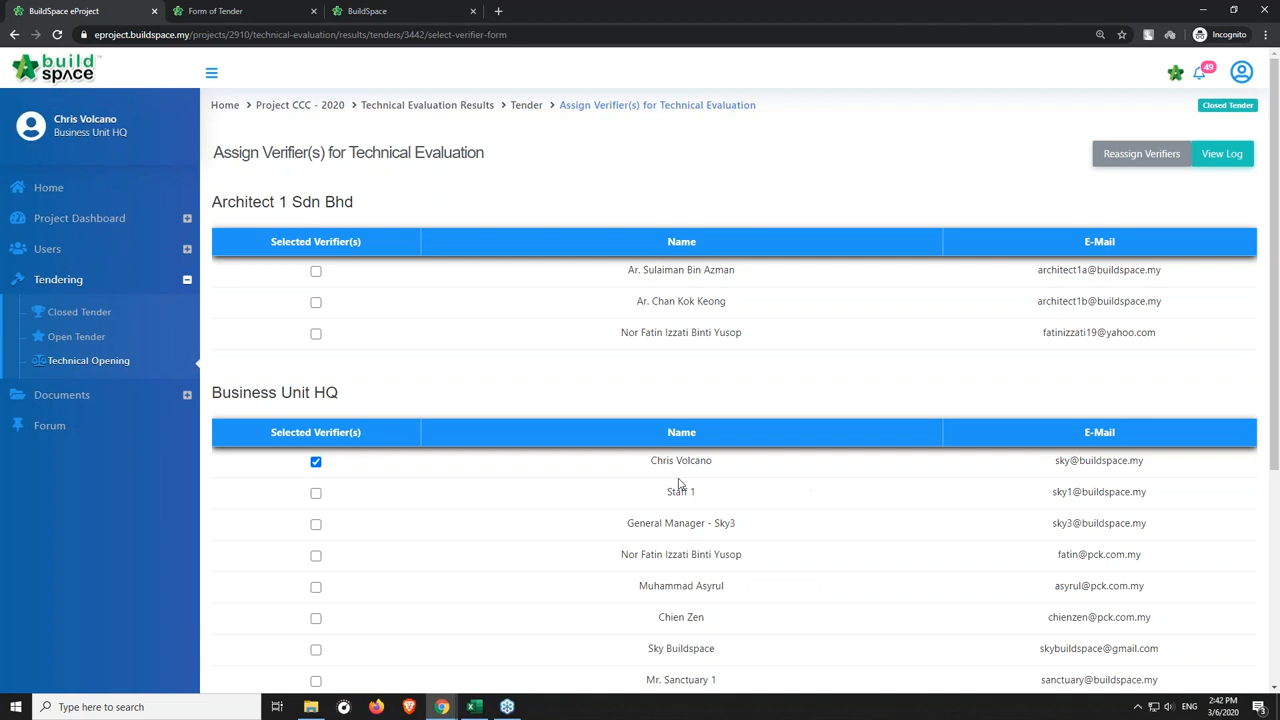 BuildSpace eProject
Form of Tender
BuildSpace
eproject.buildspace.my/projects/2910/technical-evaluation/results/tenders/3442/select-verifier-form
Incognito
build space
49
Chris Volcano
Business Unit HQ
Home
Project Dashboard
Users
Tendering
Closed Tender
Open Tender
Technical Opening
Documents
Forum
Home > Project CCC - 2020 > Technical Evaluation Results > Tender > Assign Verifier(s) for Technical Evaluation
Closed Tender
Assign Verifier(s) for Technical Evaluation
Reassign Verifiers
View Log
Architect 1 Sdn Bhd
Selected Verifier(s) Name E-Mail
Ar. Sulaiman Bin Azman architect1a@buildspace.my
Ar. Chan Kok Keong architect1b@buildspace.my
Nor Fatin Izzati Binti Yusop fatinizzati19@yahoo.com
Business Unit HQ
Selected Verifier(s) Name E-Mail
Chris Volcano sky@buildspace.my
Staff 1 sky1@buildspace.my
General Manager - Sky3 sky3@buildspace.my
Nor Fatin Izzati Binti Yusop fatin@pck.com.my
Muhammad Asyrul asyrul@pck.com.my
Chien Zen chienzen@pck.com.my
Sky Buildspace skybuildspace@gmail.com
Mr. Sanctuary 1 sanctuary@buildspace.my
Type here to search
ENG
2:42 PM
3/6/2020
3